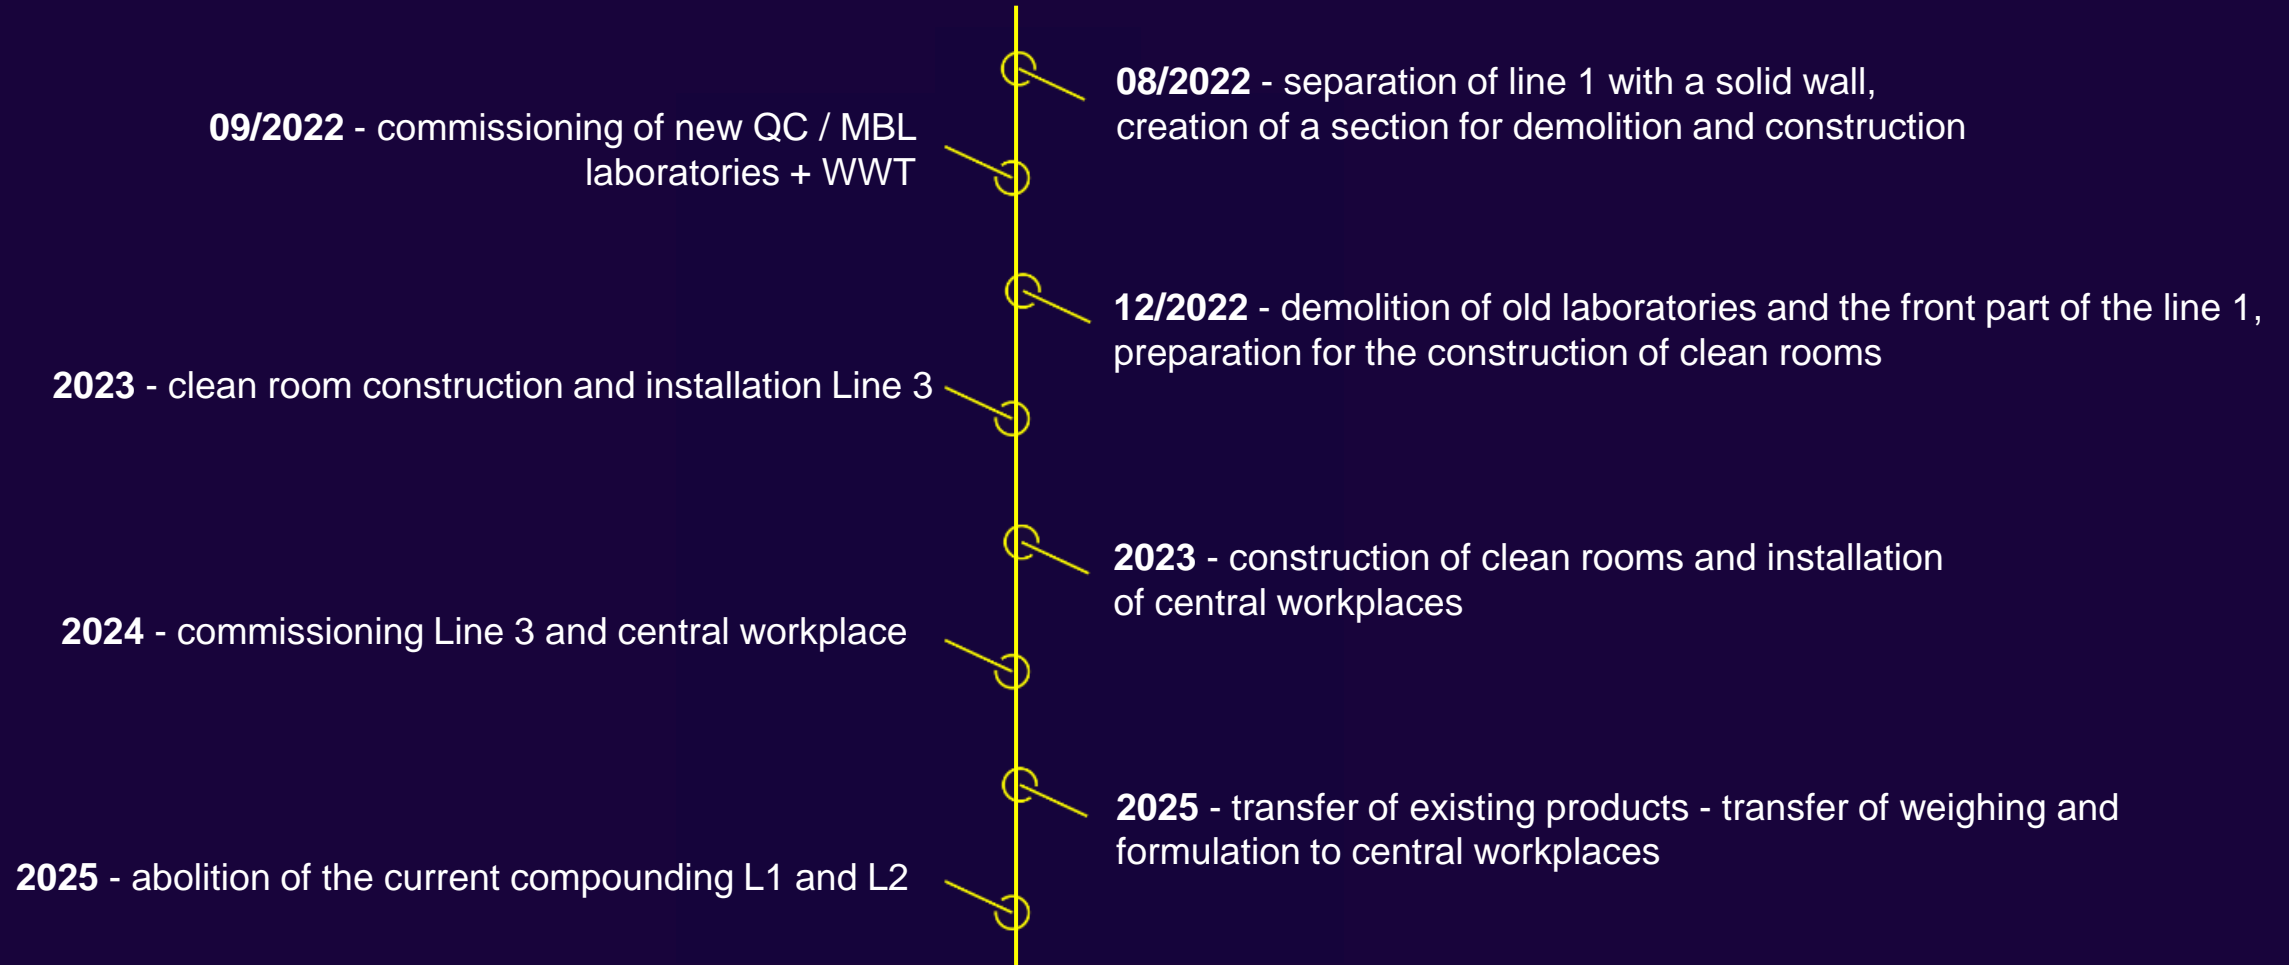 08/2022 - separation of line 1 with a solid wall,
creation of a section for demolition and construction
09/2022 - commissioning of new QC / MBL
laboratories + WWT
12/2022 - demolition of old laboratories and the front part of the line 1,
preparation for the construction of clean rooms
2023 - clean room construction and installation Line 3
2023 - construction of clean rooms and installation
of central workplaces
2024 - commissioning Line 3 and central workplace
2025 - transfer of existing products - transfer of weighing and
formulation to central workplaces
2025 - abolition of the current compounding L1 and L2